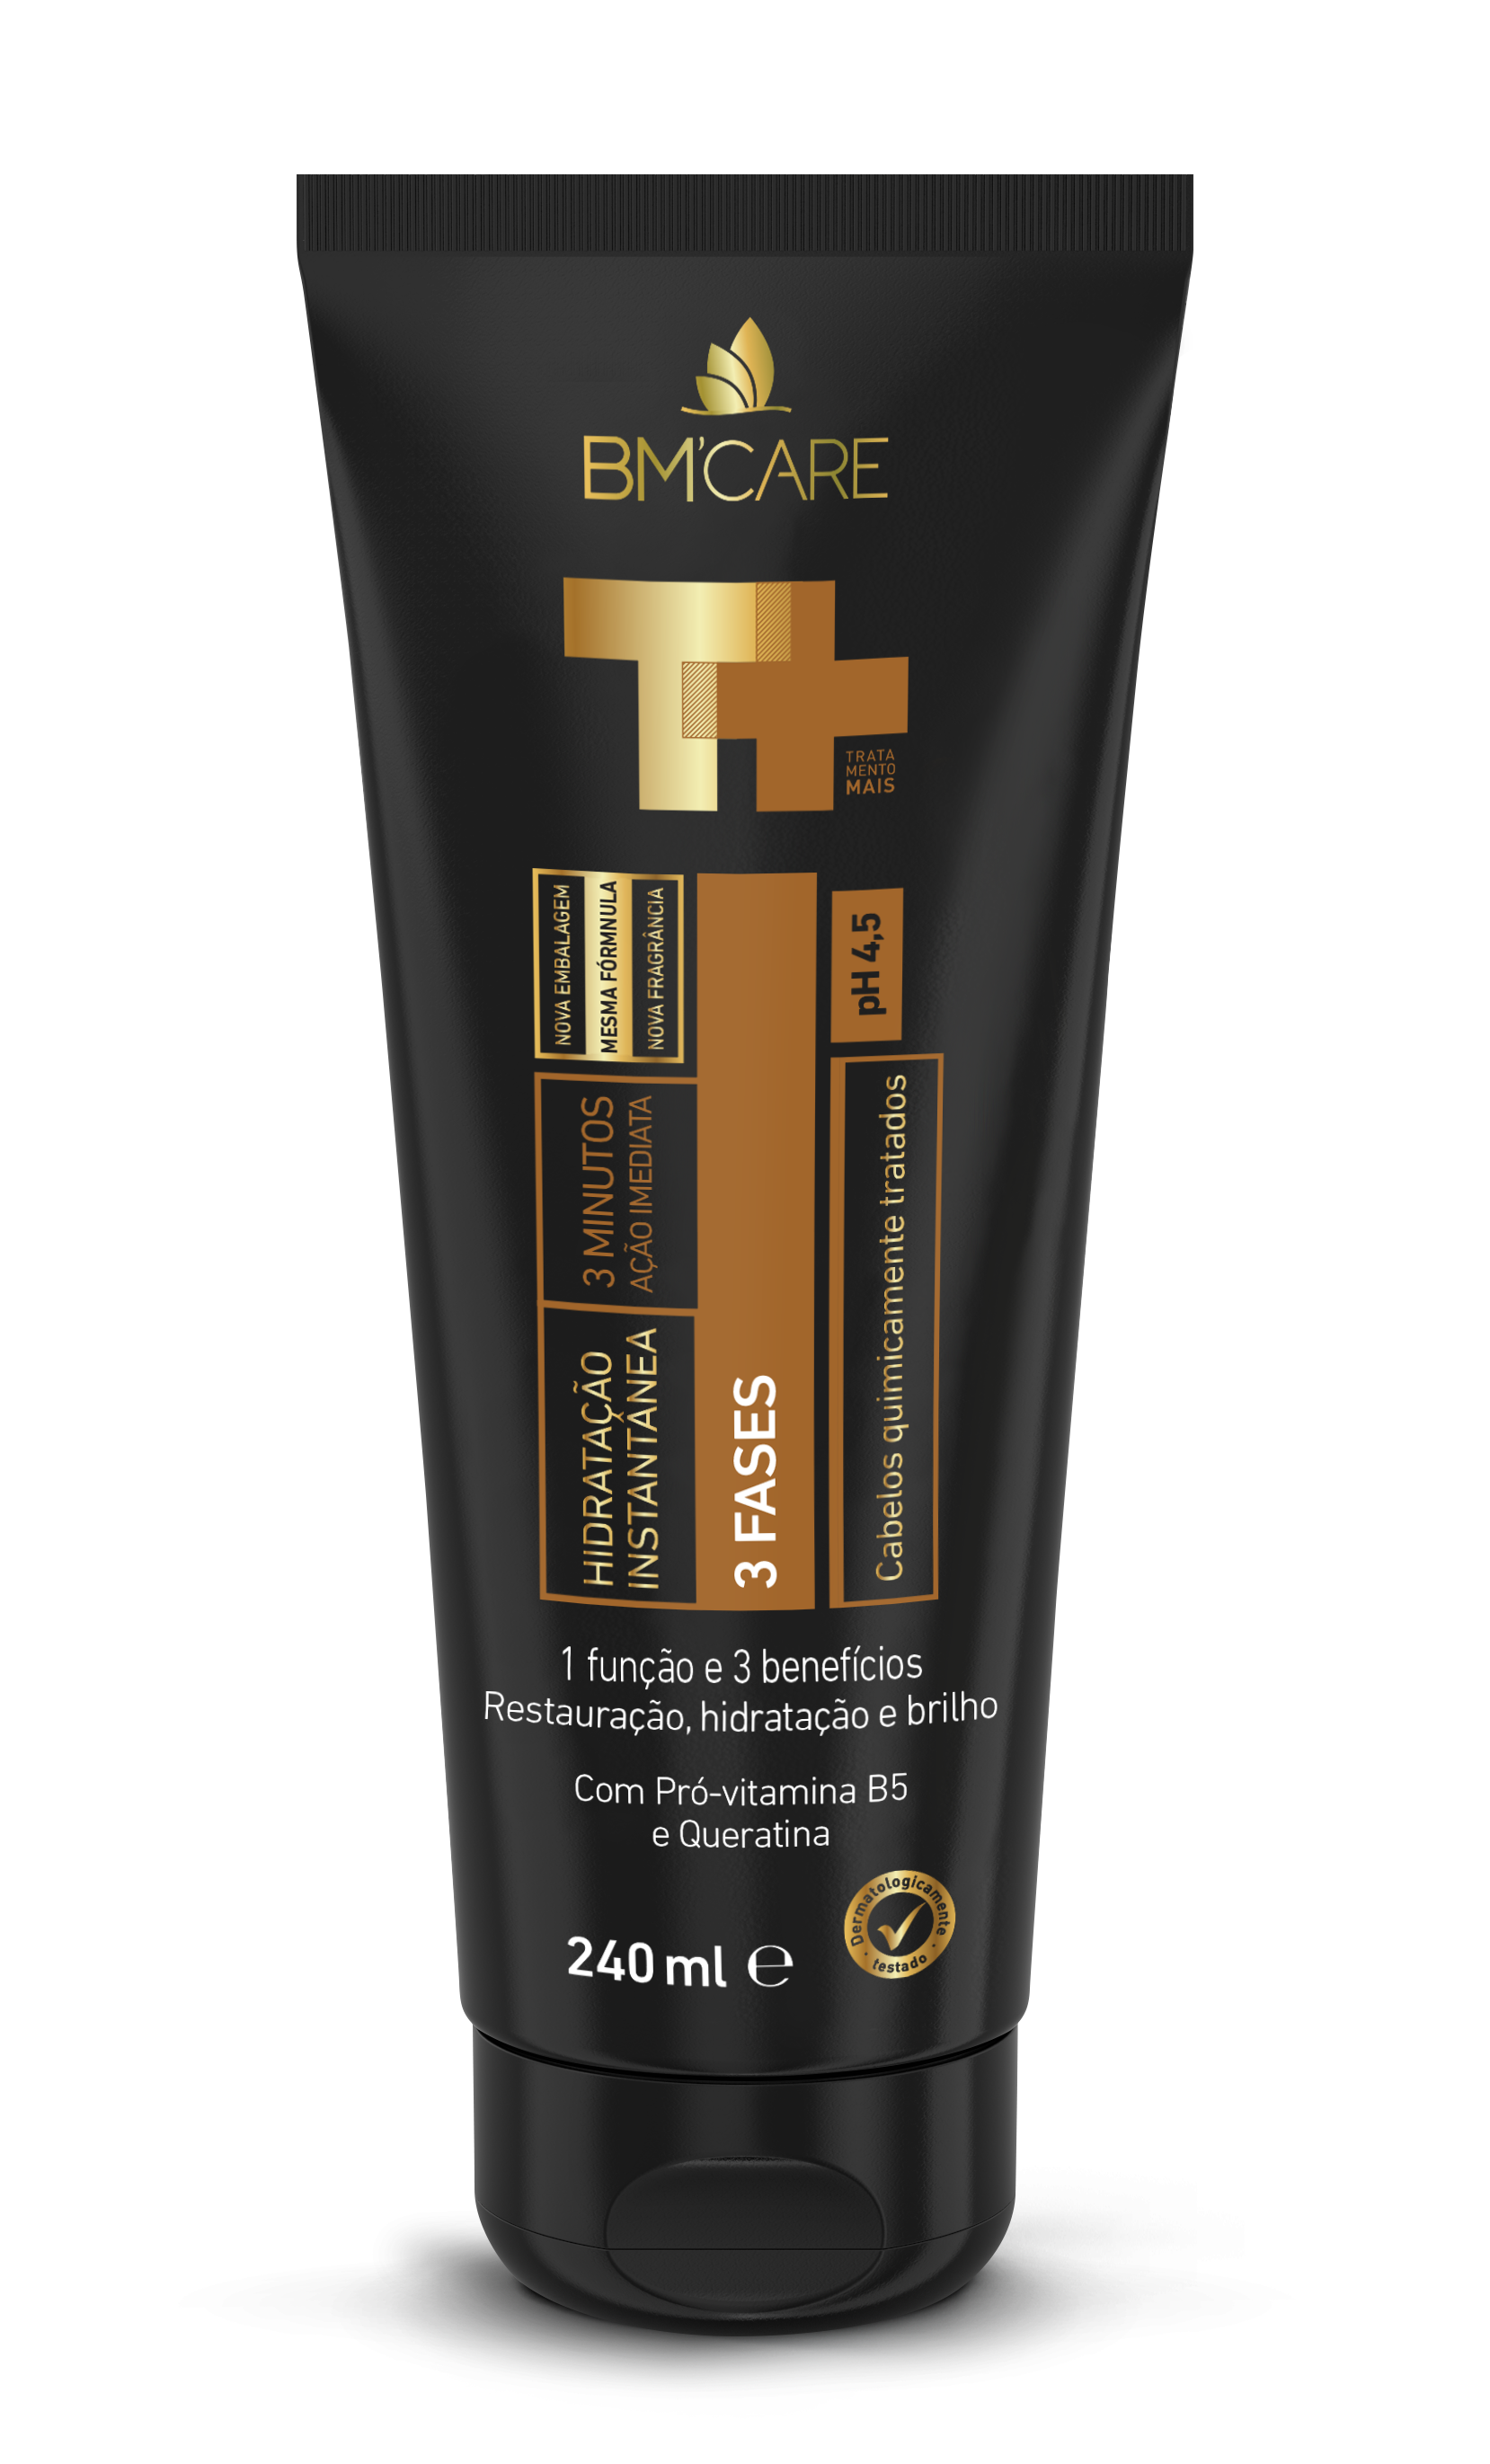 BM'CARE
T+
TRATA
MENTO
MAIS
NOVA EMBALAGEM
MESMA FÓRMNULA
NOVA FRAGRÂNCIA
pH 4,5
3 MINUTOS
AÇÃO IMEDIATA
HIDRATAÇÃO
INSTANTÂNEA
3 FASES
Cabelos quimicamente tratados
1 função e 3 benefícios
Restauração, hidratação e brilho
Com Pró-vitamina B5
e Queratina
Dermatologicamente
testado
240 ml ℮